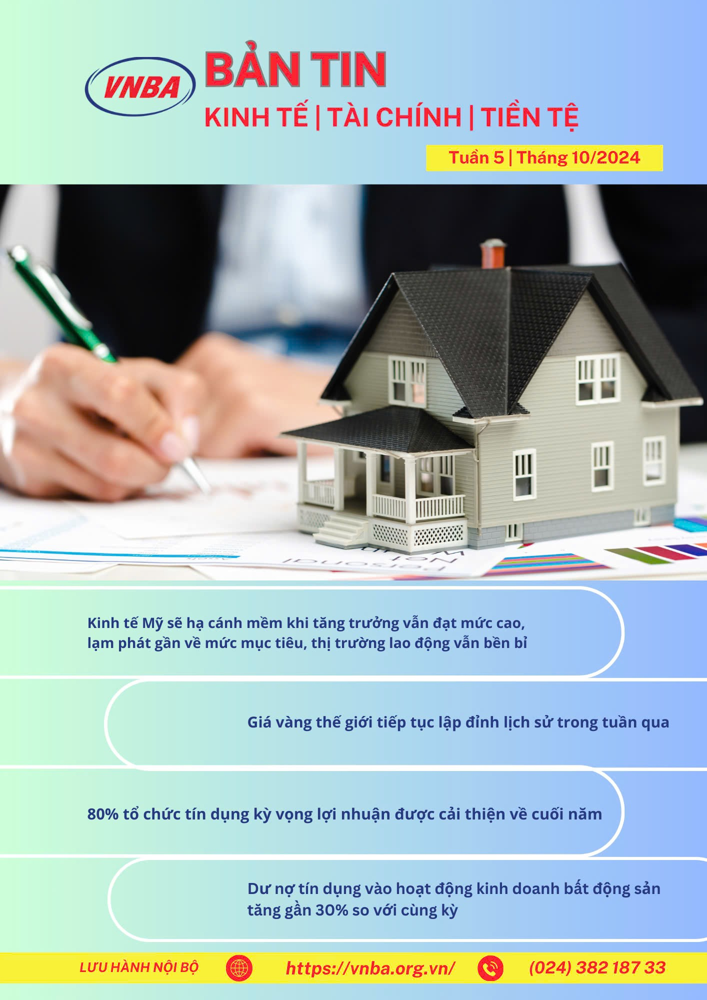 VNBA
BẢN TIN
KINH TẾ | TÀI CHÍNH | TIỀN TỆ
Tuần 5 | Tháng 10/2024
Personal
Net
Kinh tế Mỹ sẽ hạ cánh mềm khi tăng trưởng vẫn đạt mức cao,
lạm phát gần về mức mục tiêu, thị trường lao động vẫn bền bỉ
Giá vàng thế giới tiếp tục lập đỉnh lịch sử trong tuần qua
80% tổ chức tín dụng kỳ vọng lợi nhuận được cải thiện về cuối năm
Dư nợ tín dụng vào hoạt động kinh doanh bất động sản
tăng gần 30% so với cùng kỳ
LƯU HÀNH NỘI BỘ
https://vnba.org.vn/
(024) 382 187 33